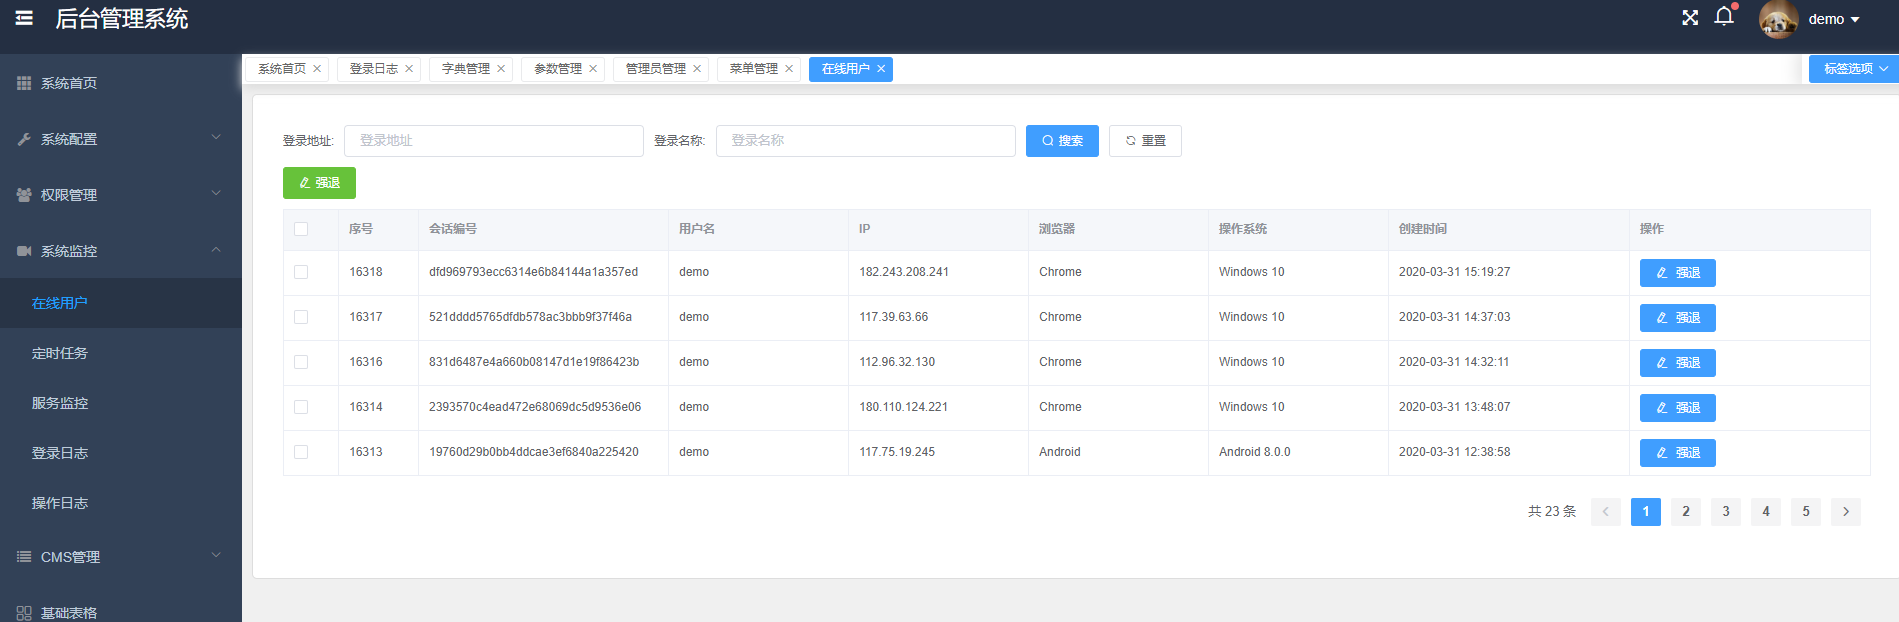 后台管理系统
demo
系统首页
系统配置
权限管理
系统监控
在线用户
定时任务
服务监控
登录日志
操作日志
CMS管理
基础表格
系统首页 登录日志 字典管理 参数管理 管理员管理 菜单管理 在线用户 标签选项
登录地址: 登录地址 登录名称: 登录名称 搜索 重置
强退
序号 会话编号 用户名 IP 浏览器 操作系统 创建时间 操作
16318 dfd969793ecc6314e6b84144a1a357ed demo 182.243.208.241 Chrome Windows 10 2020-03-31 15:19:27 强退
16317 521dddd5765dfdb578ac3bbb9f37f46a demo 117.39.63.66 Chrome Windows 10 2020-03-31 14:37:03 强退
16316 831d6487e4a660b08147d1e19f86423b demo 112.96.32.130 Chrome Windows 10 2020-03-31 14:32:11 强退
16314 2393570c4ead472e68069dc5d9536e06 demo 180.110.124.221 Chrome Windows 10 2020-03-31 13:48:07 强退
16313 19760d29b0bb4ddcae3ef6840a225420 demo 117.75.19.245 Android Android 8.0.0 2020-03-31 12:38:58 强退
共 23 条 1 2 3 4 5